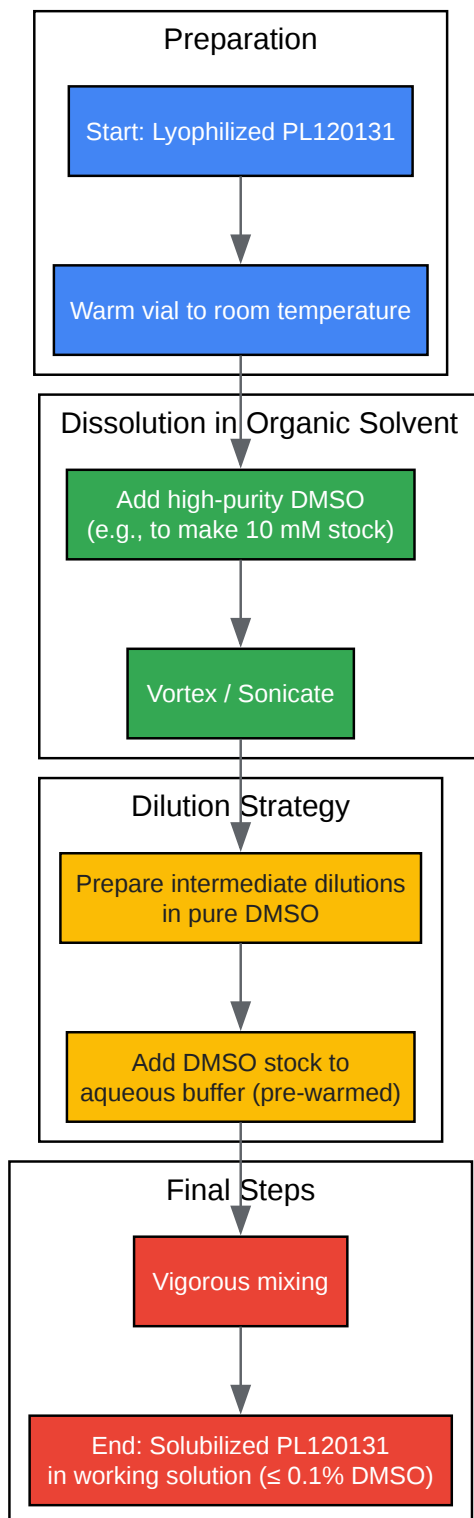 Preparation
Start: Lyophilized PL120131
Warm vial to room temperature
Dissolution in Organic Solvent
Add high-purity DMSO
(e.g., to make 10 mM stock)
Vortex / Sonicate
Dilution Strategy
Prepare intermediate dilutions
in pure DMSO
Add DMSO stock to
aqueous buffer (pre-warmed)
Final Steps
Vigorous mixing
End: Solubilized PL120131
in working solution (≤ 0.1% DMSO)